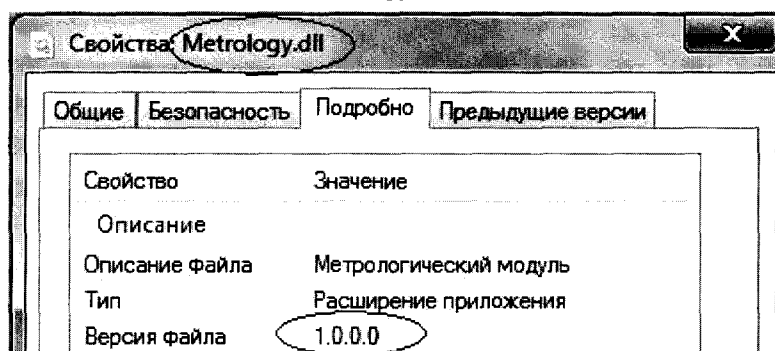 Свойства: Metrology.dll
Общие Безопасность Подробно Предыдущие версии
Свойство Значение
Описание
Описание файла Метрологический модуль
Тип Расширение приложения
Версия файла 1.0.0.0